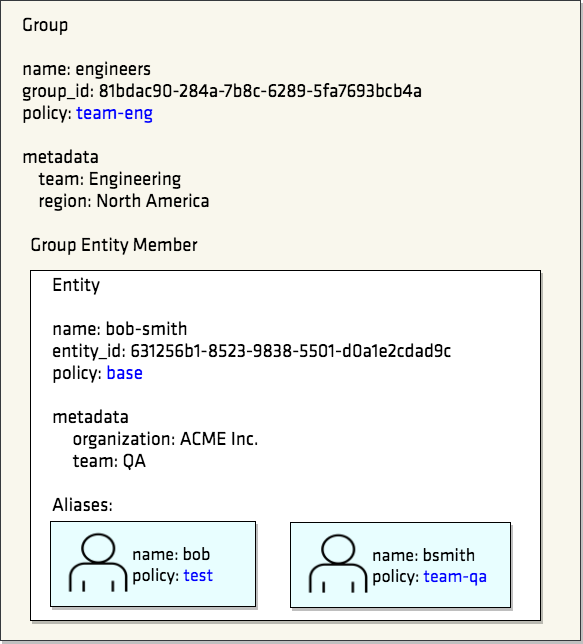 Group
name: engineers
group_id: 81bdac90-284a-7b8c-6289-5fa7693bcb4a
policy: team-eng
metadata
team: Engineering
region: North America
Group Entity Member
Entity
name: bob-smith
entity_id: 631256b1-8523-9838-5501-d0a1e2cdad9c
policy: base
metadata
organization: ACME Inc.
team: QA
Aliases:
name: bob
policy: test
name: bsmith
policy: team-qa